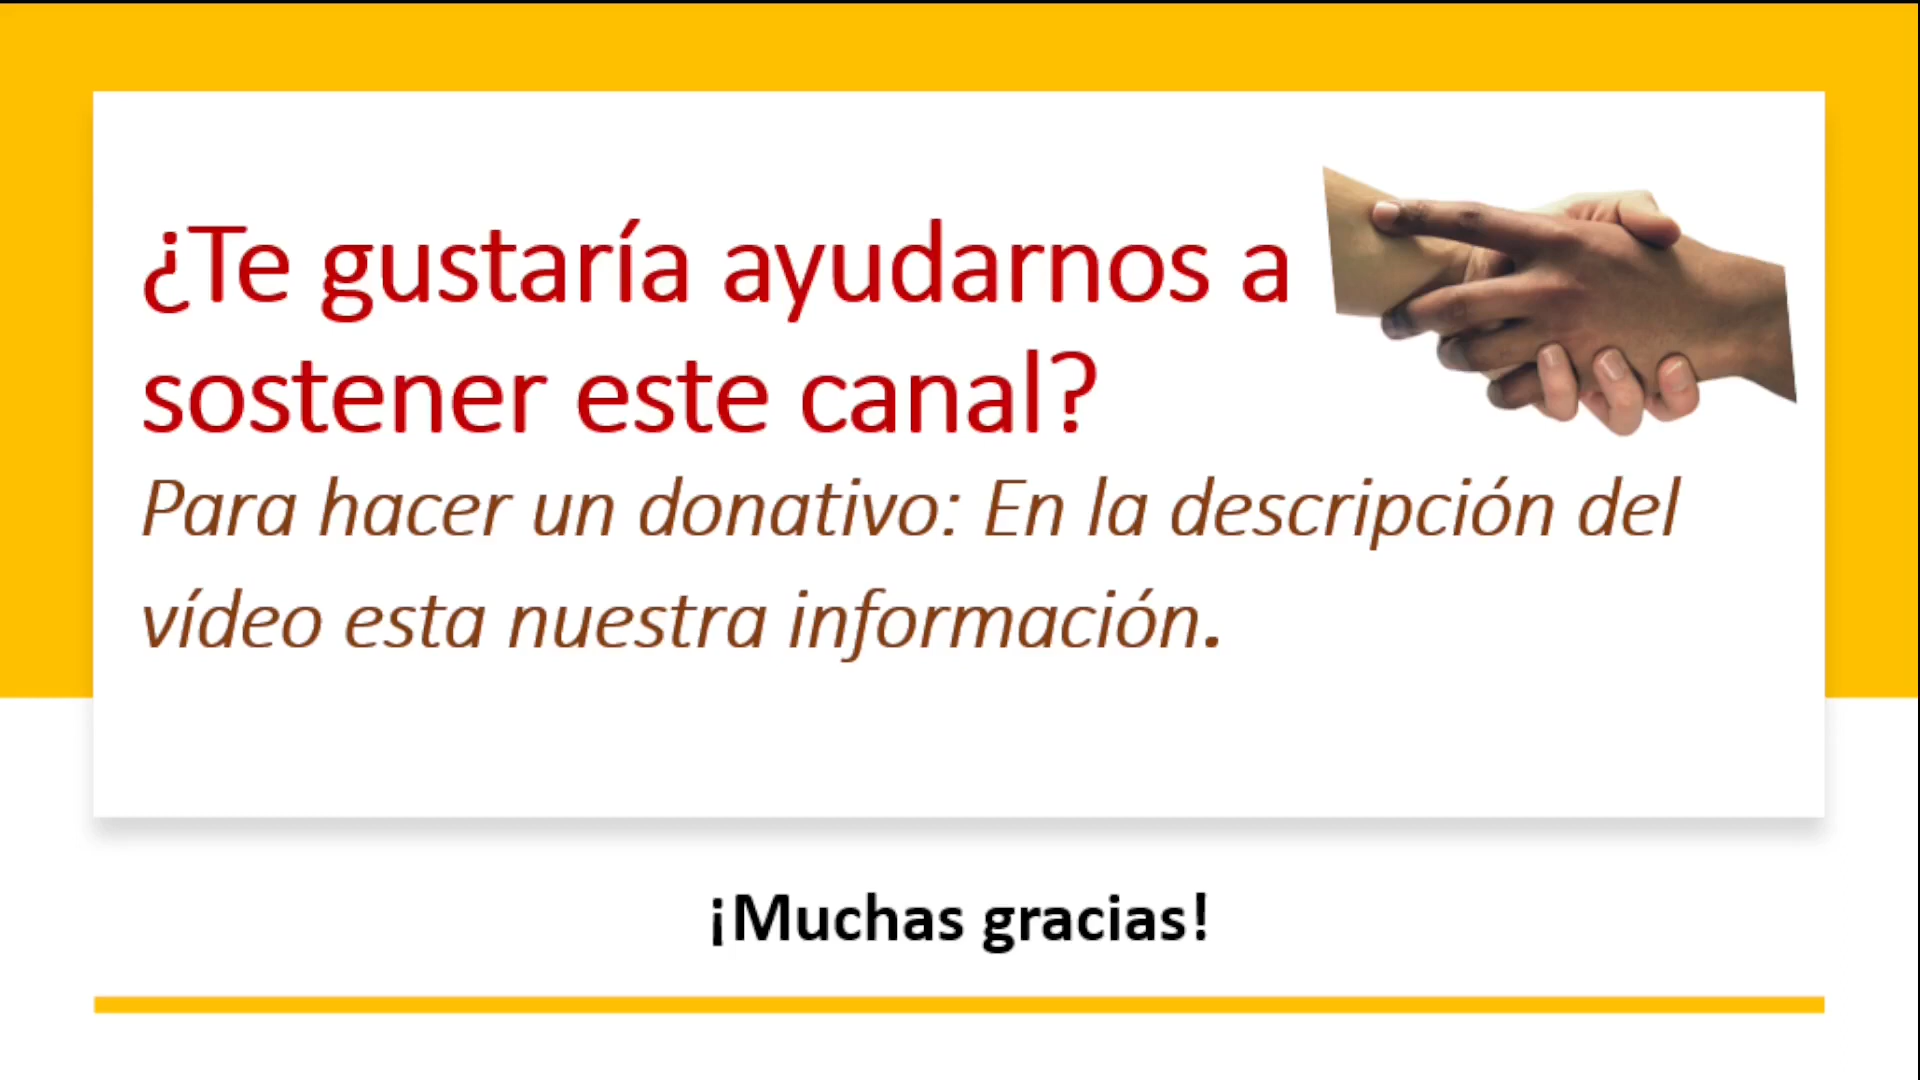 ¿Te gustaría ayudarnos a
sostener este canal?
Para hacer un donativo: En la descripción del
vídeo esta nuestra información.
¡Muchas gracias!